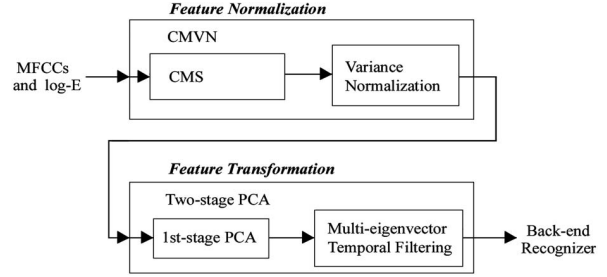 Feature Normalization
CMVN
MFCCs
and log-E
CMS
Variance
Normalization
Feature Transformation
Two-stage PCA
1st-stage PCA
Multi-eigenvector
Temporal Filtering
Back-end
Recognizer